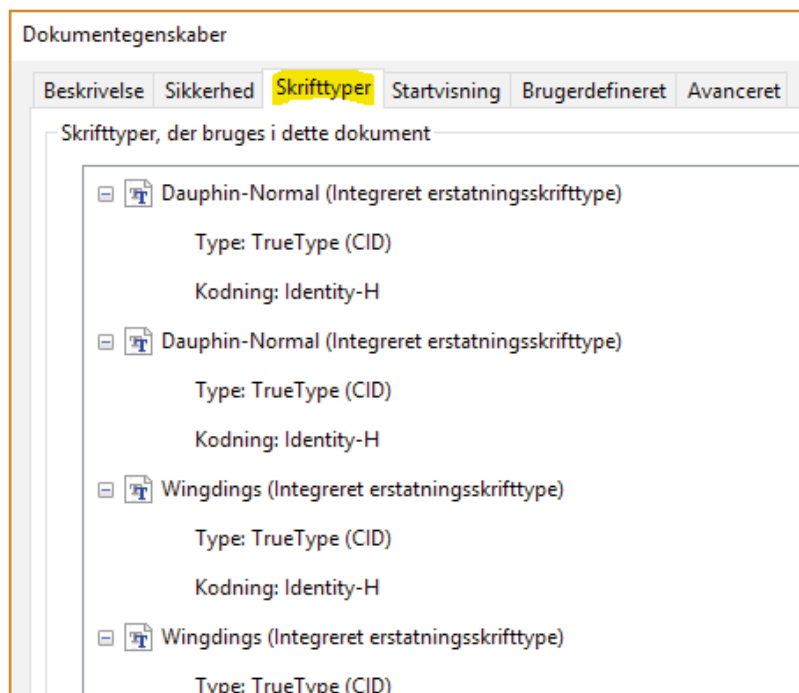 Dokumentegenskaber
Beskrivelse Sikkerhed Skrifttyper Startvisning Brugerdefineret Avanceret
Skrifttyper, der bruges i dette dokument
Dauphin-Normal (Integreret erstatningsskrifttype)
Type: TrueType (CID)
Kodning: Identity-H
Dauphin-Normal (Integreret erstatningsskrifttype)
Type: TrueType (CID)
Kodning: Identity-H
Wingdings (Integreret erstatningsskrifttype)
Type: TrueType (CID)
Kodning: Identity-H
Wingdings (Integreret erstatningsskrifttype)
Type: TrueType (CID)